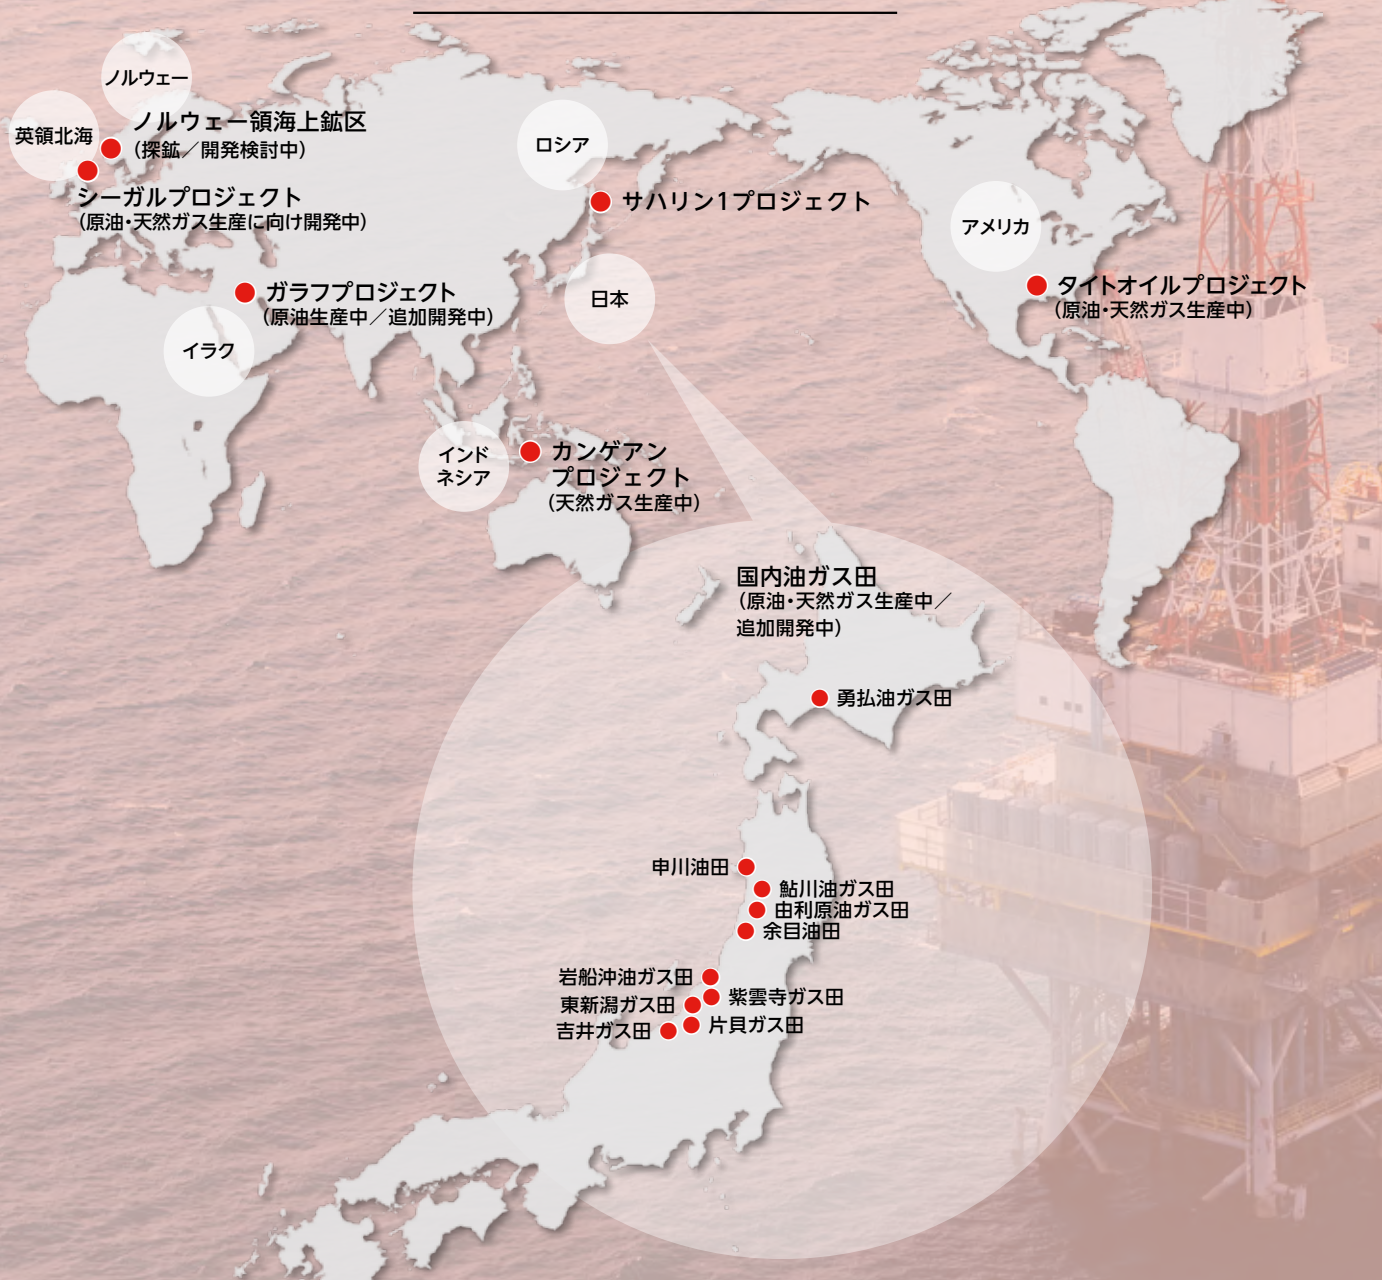 ノルウェー
英領北海
ノルウェー領海上鉱区
（探鉱／開発検討中）
シーガルプロジェクト
（原油・天然ガス生産に向け開発中）
ロシア
サハリン1プロジェクト
アメリカ
タイトオイルプロジェクト
（原油・天然ガス生産中）
ガラフプロジェクト
（原油生産中／追加開発中）
イラク
日本
インド
ネシア
カンゲアン
プロジェクト
（天然ガス生産中）
国内油ガス田
（原油・天然ガス生産中／
追加開発中）
勇払油ガス田
申川油田
鮎川油ガス田
由利原油ガス田
余目油田
岩船沖油ガス田
紫雲寺ガス田
東新潟ガス田
片貝ガス田
吉井ガス田